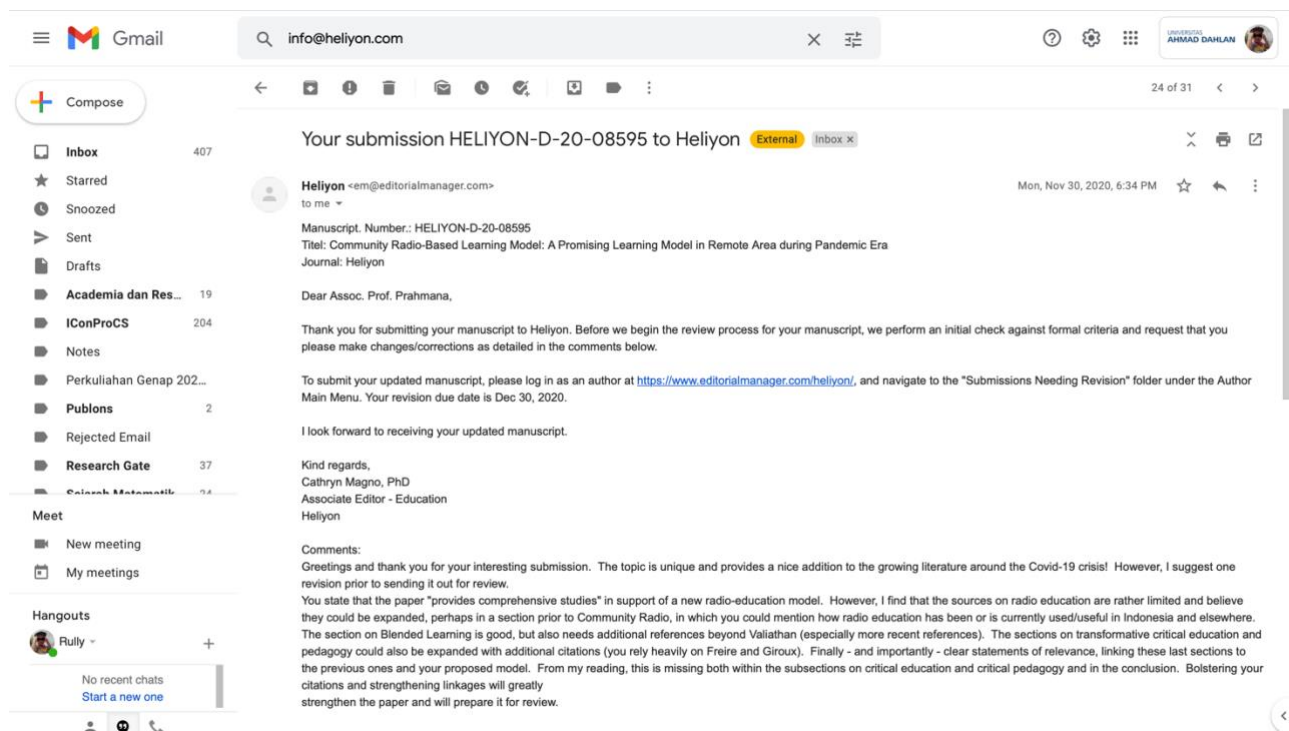 Gmail
info@heliyon.com
UNIVERSITAS
AHMAD DAHLAN
Compose
24 of 31
Inbox 407
Starred
Snoozed
Sent
Drafts
Academia dan Res... 19
IConProCS 204
Notes
Perkuliahan Genap 202...
Publons 2
Rejected Email
Research Gate 37
Sejarah Matematik 24
Meet
New meeting
My meetings
Hangouts
Rully
No recent chats
Start a new one
Your submission HELIYON-D-20-08595 to Heliyon External Inbox ×
Heliyon <em@editorialmanager.com> Mon, Nov 30, 2020, 6:34 PM
to me
Manuscript. Number.: HELIYON-D-20-08595
Titel: Community Radio-Based Learning Model: A Promising Learning Model in Remote Area during Pandemic Era
Journal: Heliyon
Dear Assoc. Prof. Prahmana,
Thank you for submitting your manuscript to Heliyon. Before we begin the review process for your manuscript, we perform an initial check against formal criteria and request that you
please make changes/corrections as detailed in the comments below.
To submit your updated manuscript, please log in as an author at https://www.editorialmanager.com/heliyon/, and navigate to the "Submissions Needing Revision" folder under the Author
Main Menu. Your revision due date is Dec 30, 2020.
I look forward to receiving your updated manuscript.
Kind regards,
Cathryn Magno, PhD
Associate Editor - Education
Heliyon
Comments:
Greetings and thank you for your interesting submission. The topic is unique and provides a nice addition to the growing literature around the Covid-19 crisis! However, I suggest one
revision prior to sending it out for review.
You state that the paper "provides comprehensive studies" in support of a new radio-education model. However, I find that the sources on radio education are rather limited and believe
they could be expanded, perhaps in a section prior to Community Radio, in which you could mention how radio education has been or is currently used/useful in Indonesia and elsewhere.
The section on Blended Learning is good, but also needs additional references beyond Valiathan (especially more recent references). The sections on transformative critical education and
pedagogy could also be expanded with additional citations (you rely heavily on Freire and Giroux). Finally - and importantly - clear statements of relevance, linking these last sections to
the previous ones and your proposed model. From my reading, this is missing both within the subsections on critical education and critical pedagogy and in the conclusion. Bolstering your
citations and strengthening linkages will greatly
strengthen the paper and will prepare it for review.